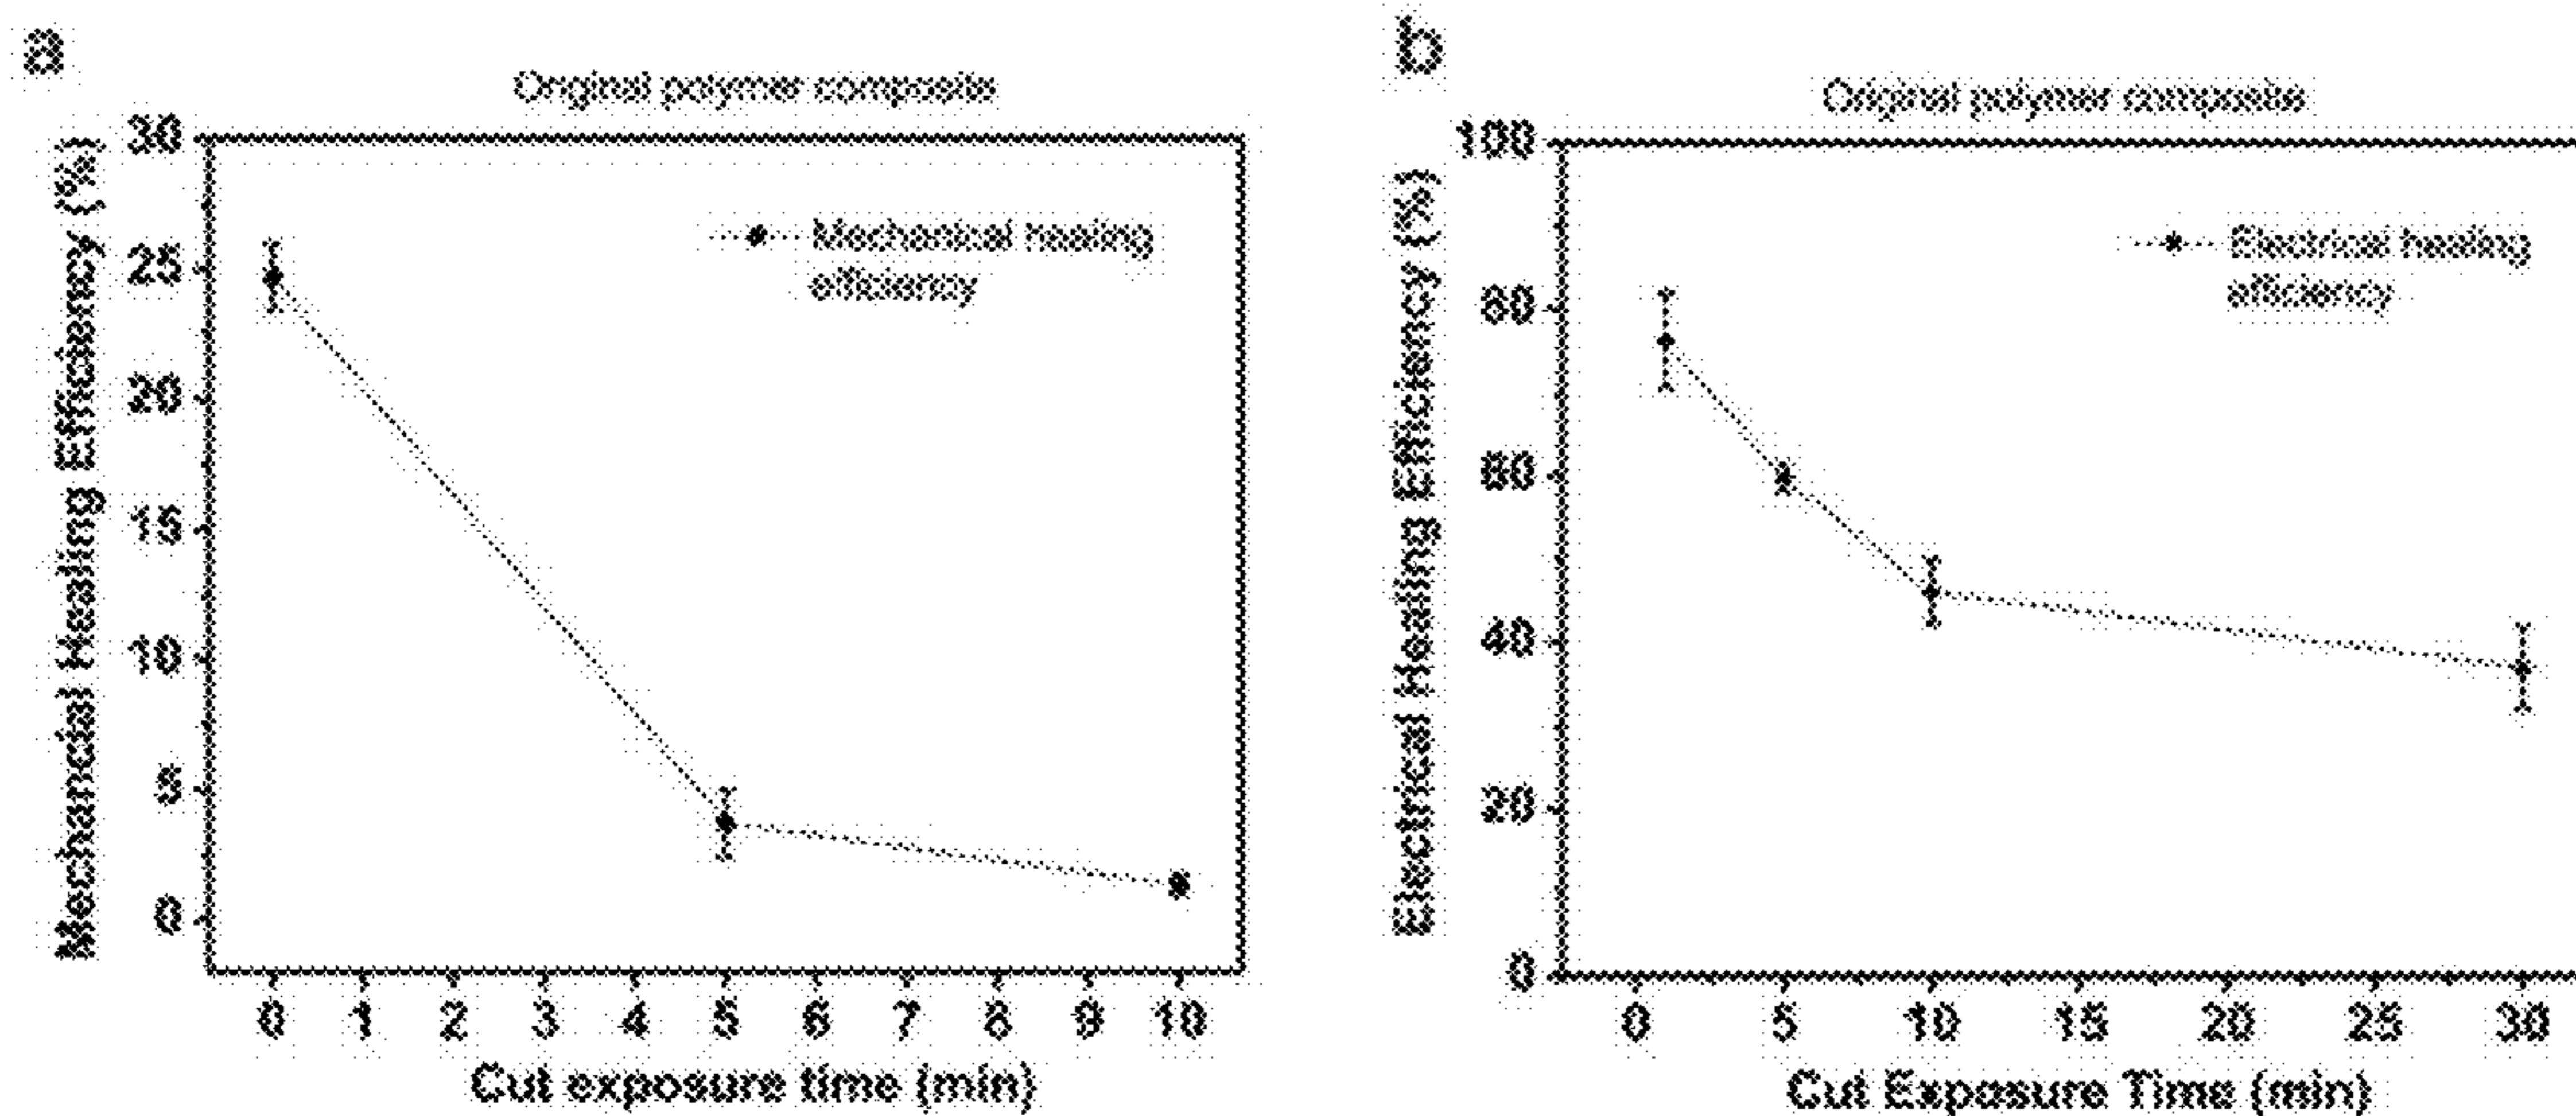 a
Original polymer composite
Mechancial Healing Efficiency (%)
30
25
20
15
10
5
0
Mechanical healing
efficiency
0 1 2 3 4 5 6 7 8 9 10
Cut exposure time (min)
b
Original polymer composite
Electrical Healing Efficiency (%)
100
80
60
40
20
0
Electrical healing
efficiency
0 5 10 15 20 25 30
Cut Exposure Time (min)